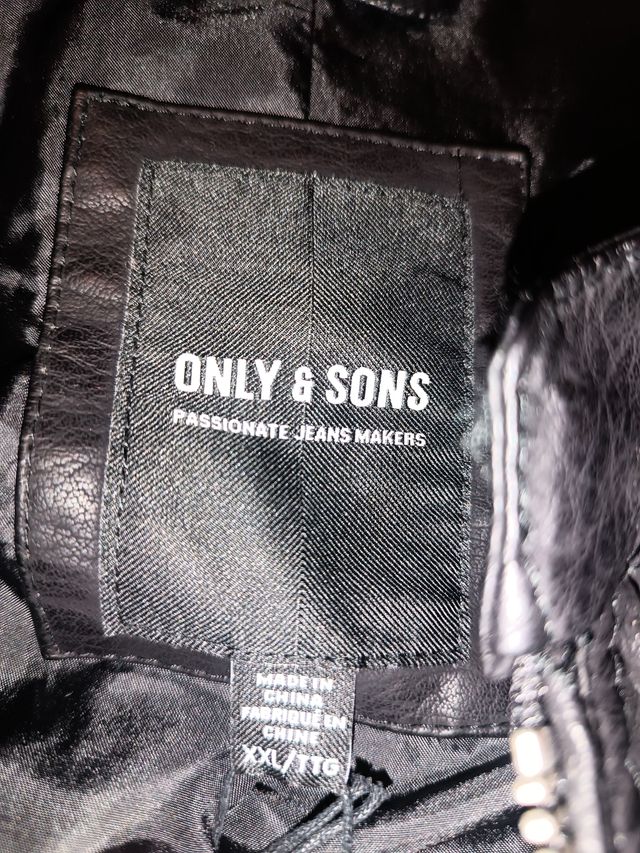 ONLY & SONS
PASSIONATE JEANS MAKERS
MADE IN
CHINA
FABRIQUÉ EN
CHINE
XXL/TTG